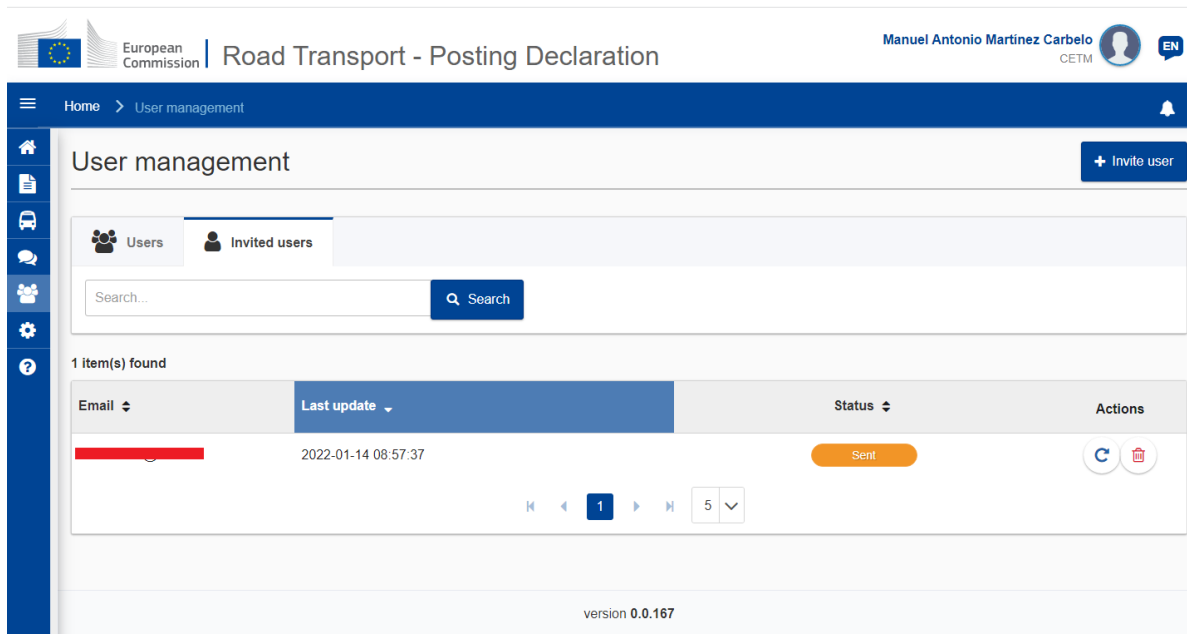 European
Commission
Road Transport - Posting Declaration
Manuel Antonio Martinez Carbelo
CETM
EN
Home > User management
User management
+ Invite user
Users
Invited users
Search...
Search
1 item(s) found
Email
Last update
Status
Actions
2022-01-14 08:57:37
Sent
1
5
version 0.0.167